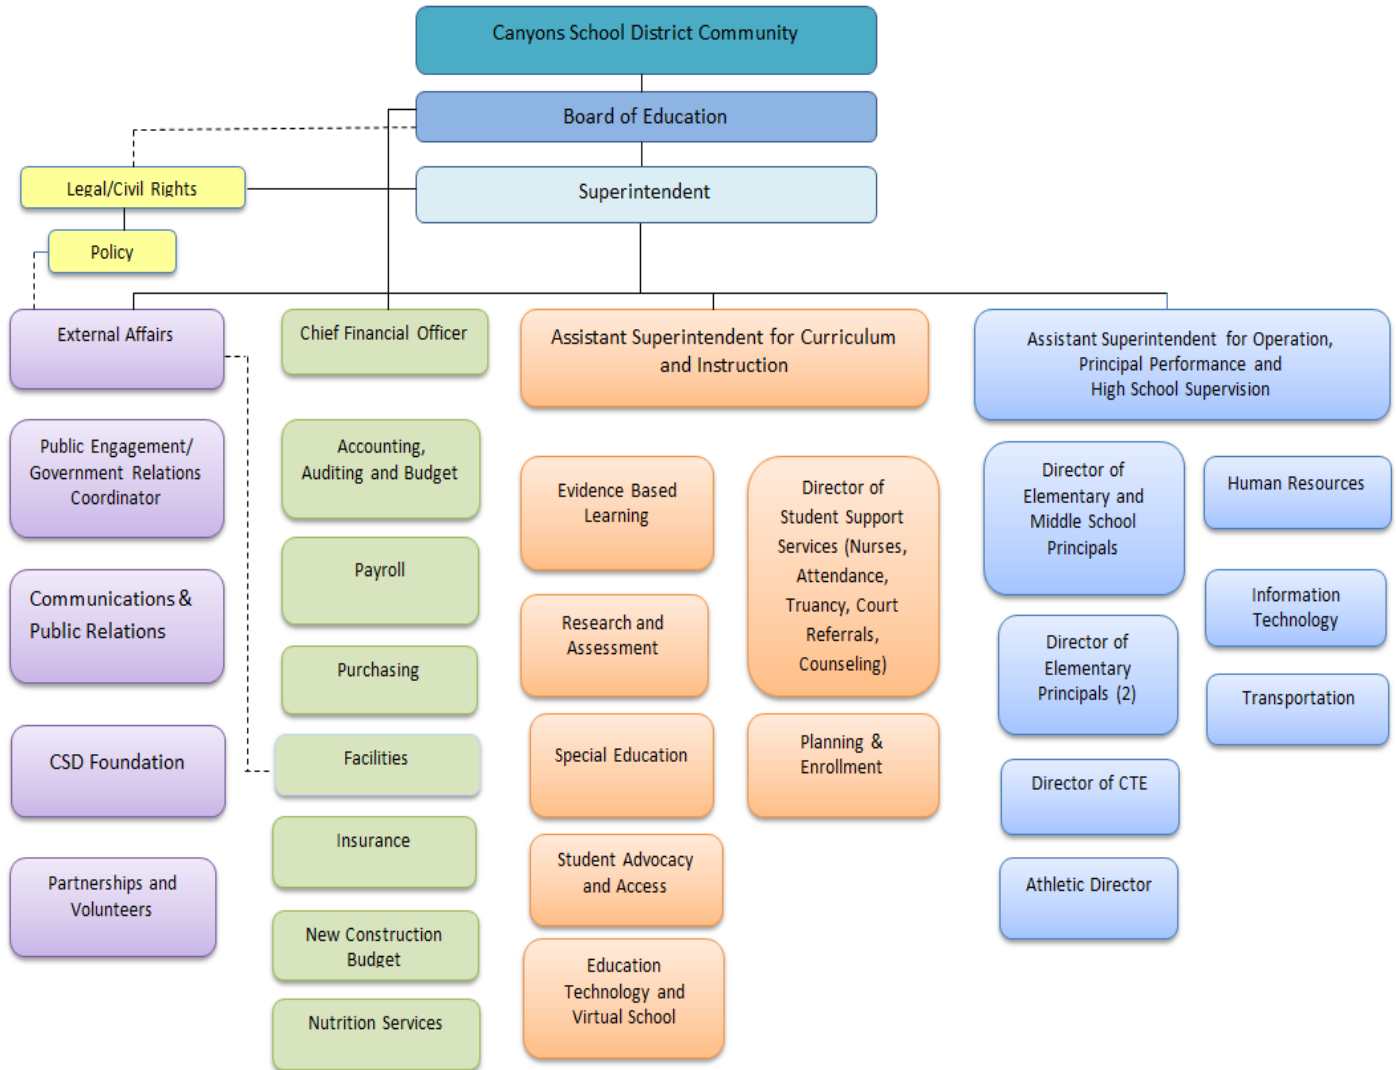 Canyons School District Community
Board of Education
Legal/Civil Rights
Superintendent
Policy
External Affairs
Chief Financial Officer
Assistant Superintendent for Curriculum
and Instruction
Assistant Superintendent for Operation,
Principal Performance and
High School Supervision
Public Engagement/
Government Relations
Coordinator
Communications &
Public Relations
CSD Foundation
Partnerships and
Volunteers
Accounting,
Auditing and Budget
Payroll
Purchasing
Facilities
Insurance
New Construction
Budget
Nutrition Services
Evidence Based
Learning
Research and
Assessment
Special Education
Student Advocacy
and Access
Education
Technology and
Virtual School
Director of
Student Support
Services (Nurses,
Attendance,
Truancy, Court
Referrals,
Counseling)
Planning &
Enrollment
Director of
Elementary and
Middle School
Principals
Director of
Elementary
Principals (2)
Director of CTE
Athletic Director
Human Resources
Information
Technology
Transportation